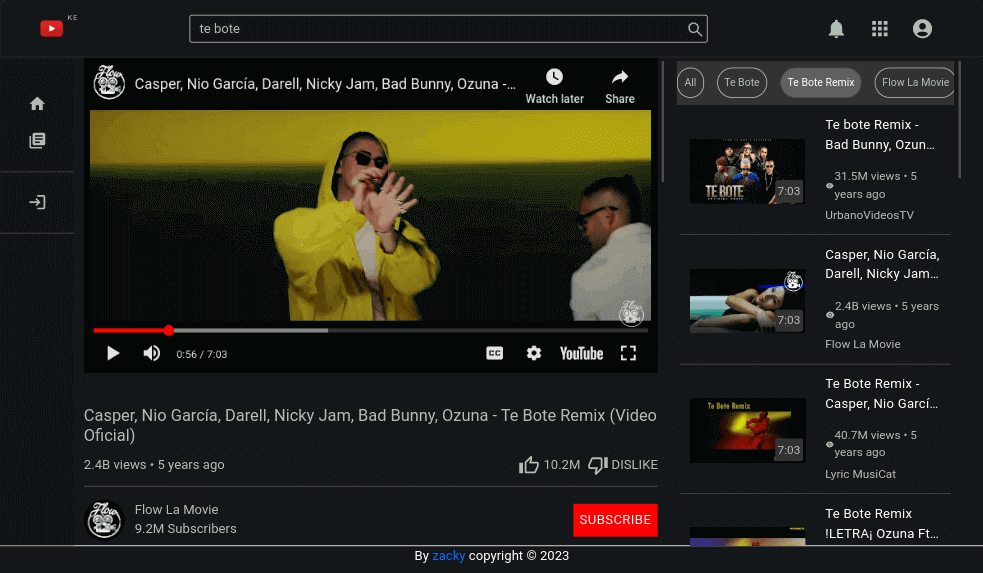 KE
te bote
Flow
Casper, Nio García, Darell, Nicky Jam, Bad Bunny, Ozuna -...
Watch later
Share
0:56 / 7:03
CC
YouTube
Casper, Nio García, Darell, Nicky Jam, Bad Bunny, Ozuna - Te Bote Remix (Video
Oficial)
2.4B views • 5 years ago
10.2M
DISLIKE
Flow
Flow La Movie
9.2M Subscribers
SUBSCRIBE
All
Te Bote
Te Bote Remix
Flow La Movie
TE BOTE
7:03
Te bote Remix -
Bad Bunny, Ozun...
31.5M views • 5
years ago
UrbanoVideosTV
7:03
Casper, Nio García,
Darell, Nicky Jam...
2.4B views • 5 years
ago
Flow La Movie
Te Bote Remix
7:03
Te Bote Remix -
Casper, Nio Garcí...
40.7M views • 5
years ago
Lyric MusiCat
Te Bote Remix
!LETRA¡ Ozuna Ft...
By zacky copyright © 2023